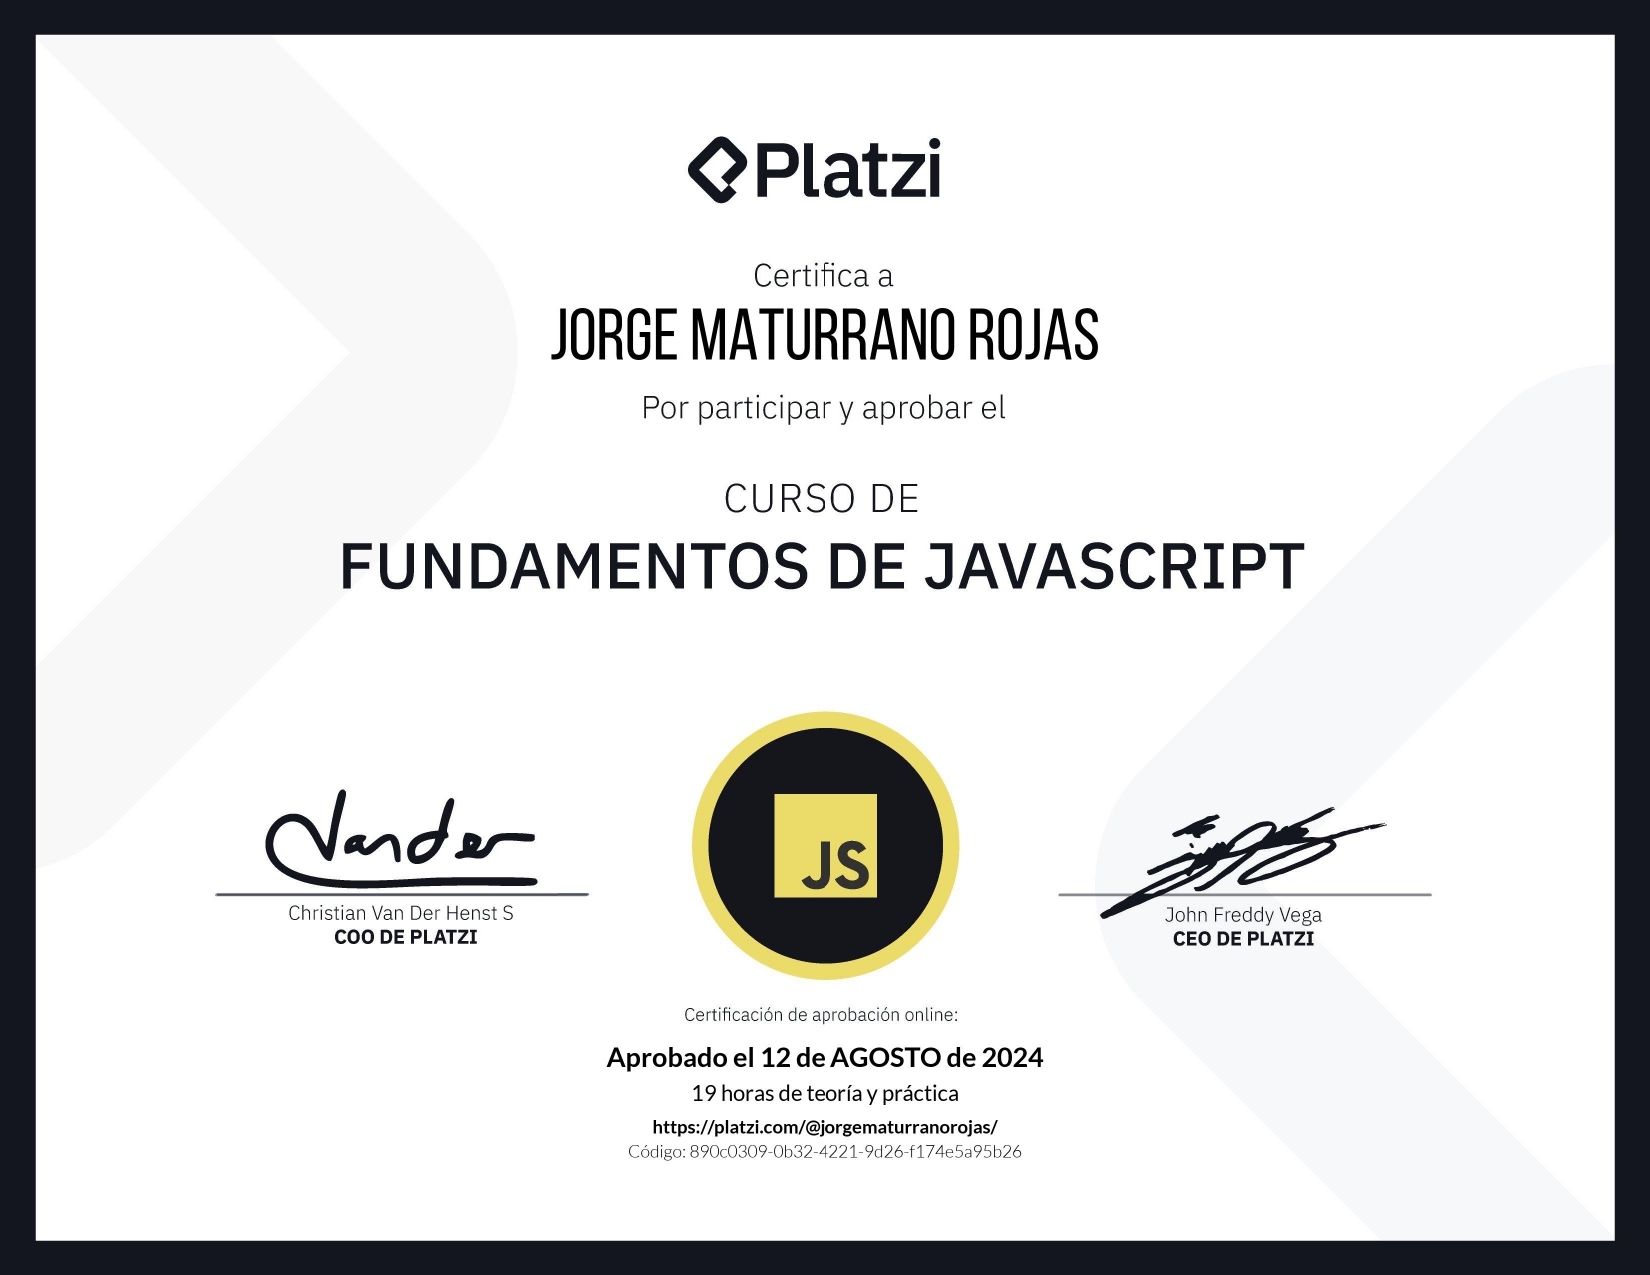 Platzi
Certifica a
JORGE MATURRANO ROJAS
Por participar y aprobar el
CURSO DE
FUNDAMENTOS DE JAVASCRIPT
Vander
JS
Christian Van Der Henst S
COO DE PLATZI
John Freddy Vega
CEO DE PLATZI
Certificación de aprobación online:
Aprobado el 12 de AGOSTO de 2024
19 horas de teoría y práctica
https://platzi.com/@jorgematurranorojas/
Código: 890c0309-0b32-4221-9d26-f174e5a95b26